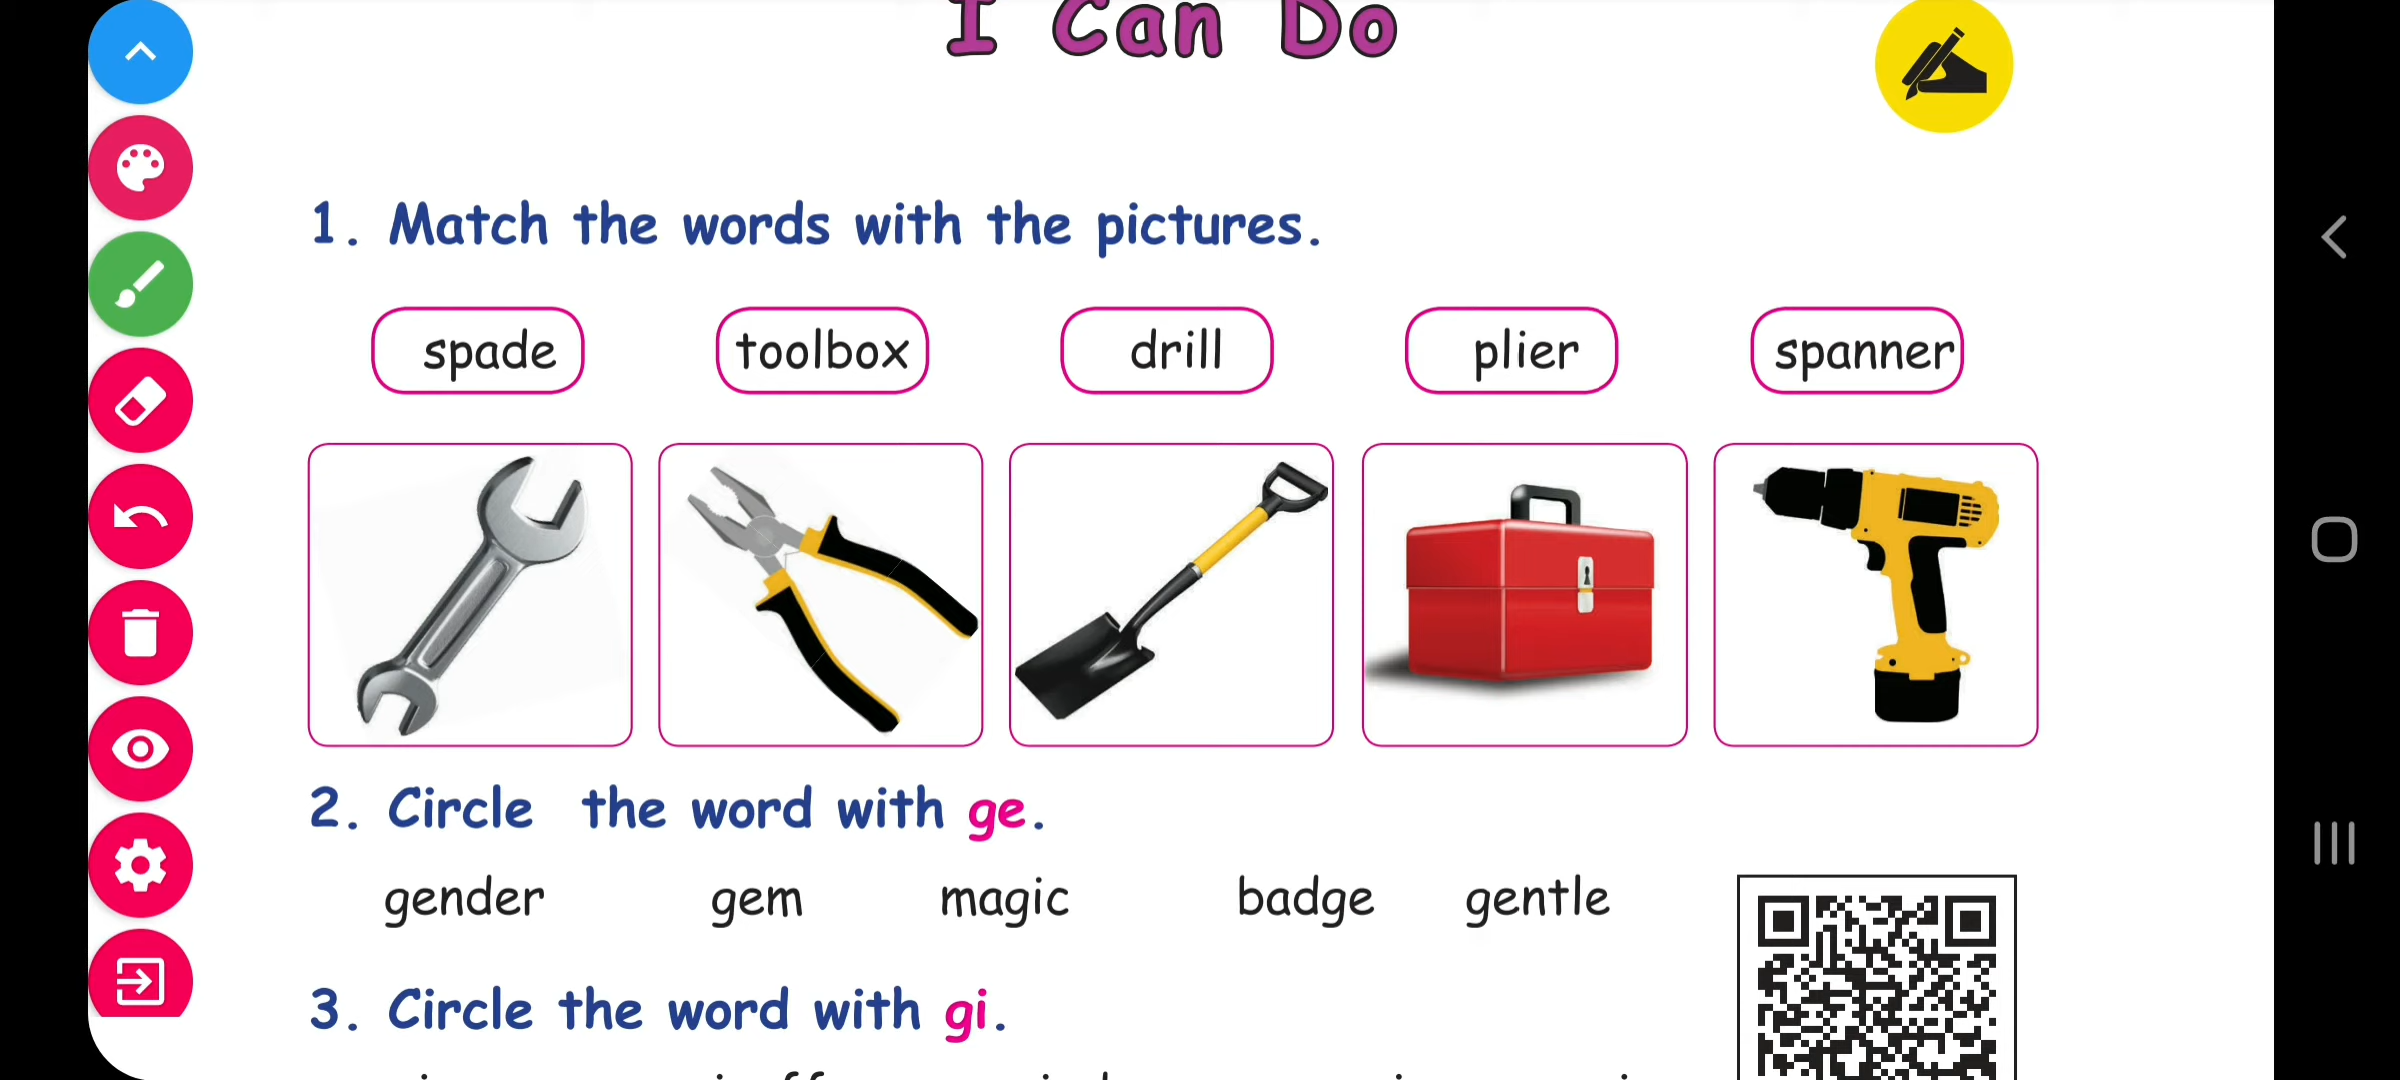 I Can Do
1. Match the words with the pictures.
spade toolbox drill plier spanner
2. Circle the word with ge.
gender gem magic badge gentle
3. Circle the word with gi.